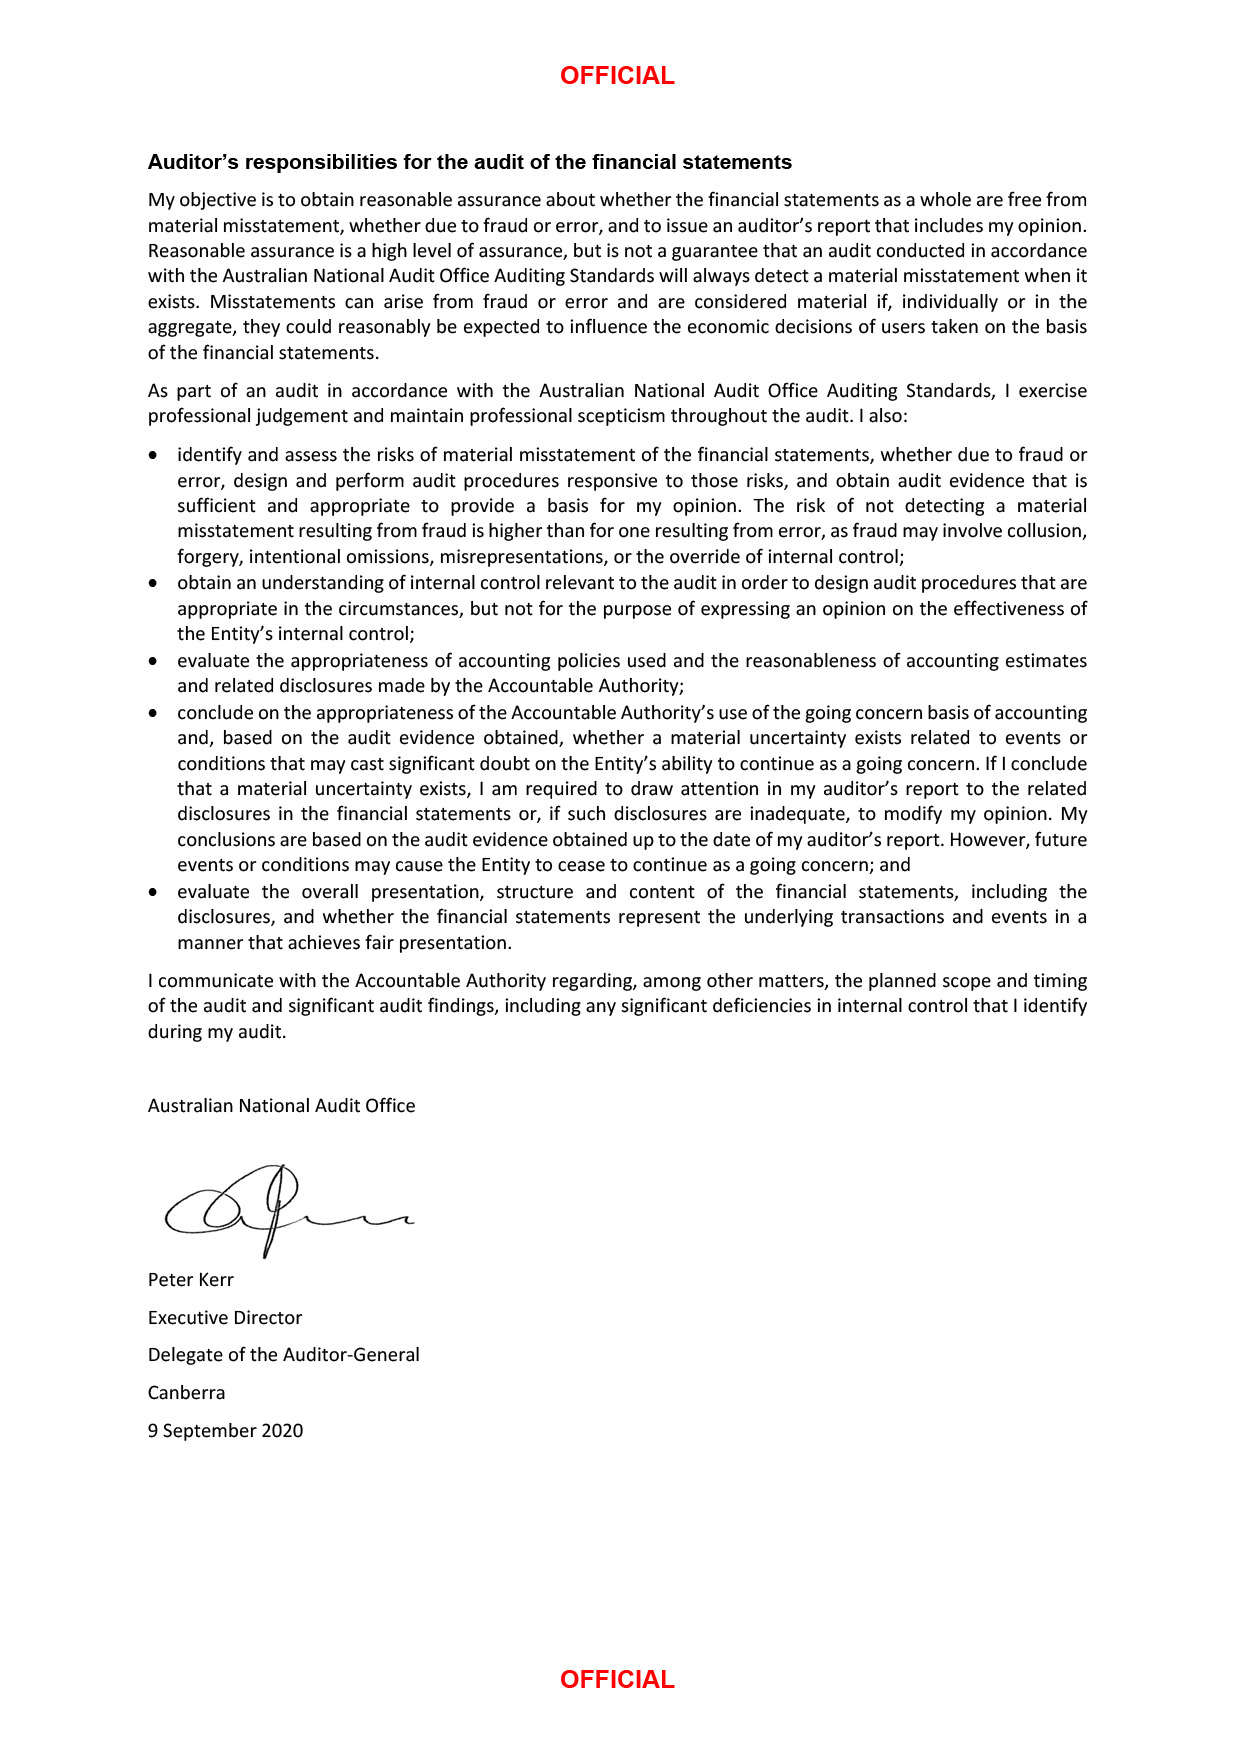 OFFICIAL
Auditor’s responsibilities for the audit of the financial statements
My objective is to obtain reasonable assurance about whether the financial statements as a whole are free from
material misstatement, whether due to fraud or error, and to issue an auditor’s report that includes my opinion.
Reasonable assurance is a high level of assurance, but is not a guarantee that an audit conducted in accordance
with the Australian National Audit Office Auditing Standards will always detect a material misstatement when it
exists. Misstatements can arise from fraud or error and are considered material if, individually or in the
aggregate, they could reasonably be expected to influence the economic decisions of users taken on the basis
of the financial statements.
As part of an audit in accordance with the Australian National Audit Office Auditing Standards, I exercise
professional judgement and maintain professional scepticism throughout the audit. I also:
• identify and assess the risks of material misstatement of the financial statements, whether due to fraud or
error, design and perform audit procedures responsive to those risks, and obtain audit evidence that is
sufficient and appropriate to provide a basis for my opinion. The risk of not detecting a material
misstatement resulting from fraud is higher than for one resulting from error, as fraud may involve collusion,
forgery, intentional omissions, misrepresentations, or the override of internal control;
• obtain an understanding of internal control relevant to the audit in order to design audit procedures that are
appropriate in the circumstances, but not for the purpose of expressing an opinion on the effectiveness of
the Entity’s internal control;
• evaluate the appropriateness of accounting policies used and the reasonableness of accounting estimates
and related disclosures made by the Accountable Authority;
• conclude on the appropriateness of the Accountable Authority’s use of the going concern basis of accounting
and, based on the audit evidence obtained, whether a material uncertainty exists related to events or
conditions that may cast significant doubt on the Entity’s ability to continue as a going concern. If I conclude
that a material uncertainty exists, I am required to draw attention in my auditor’s report to the related
disclosures in the financial statements or, if such disclosures are inadequate, to modify my opinion. My
conclusions are based on the audit evidence obtained up to the date of my auditor’s report. However, future
events or conditions may cause the Entity to cease to continue as a going concern; and
• evaluate the overall presentation, structure and content of the financial statements, including the
disclosures, and whether the financial statements represent the underlying transactions and events in a
manner that achieves fair presentation.
I communicate with the Accountable Authority regarding, among other matters, the planned scope and timing
of the audit and significant audit findings, including any significant deficiencies in internal control that I identify
during my audit.
Australian National Audit Office
Peter Kerr
Executive Director
Delegate of the Auditor-General
Canberra
9 September 2020
OFFICIAL